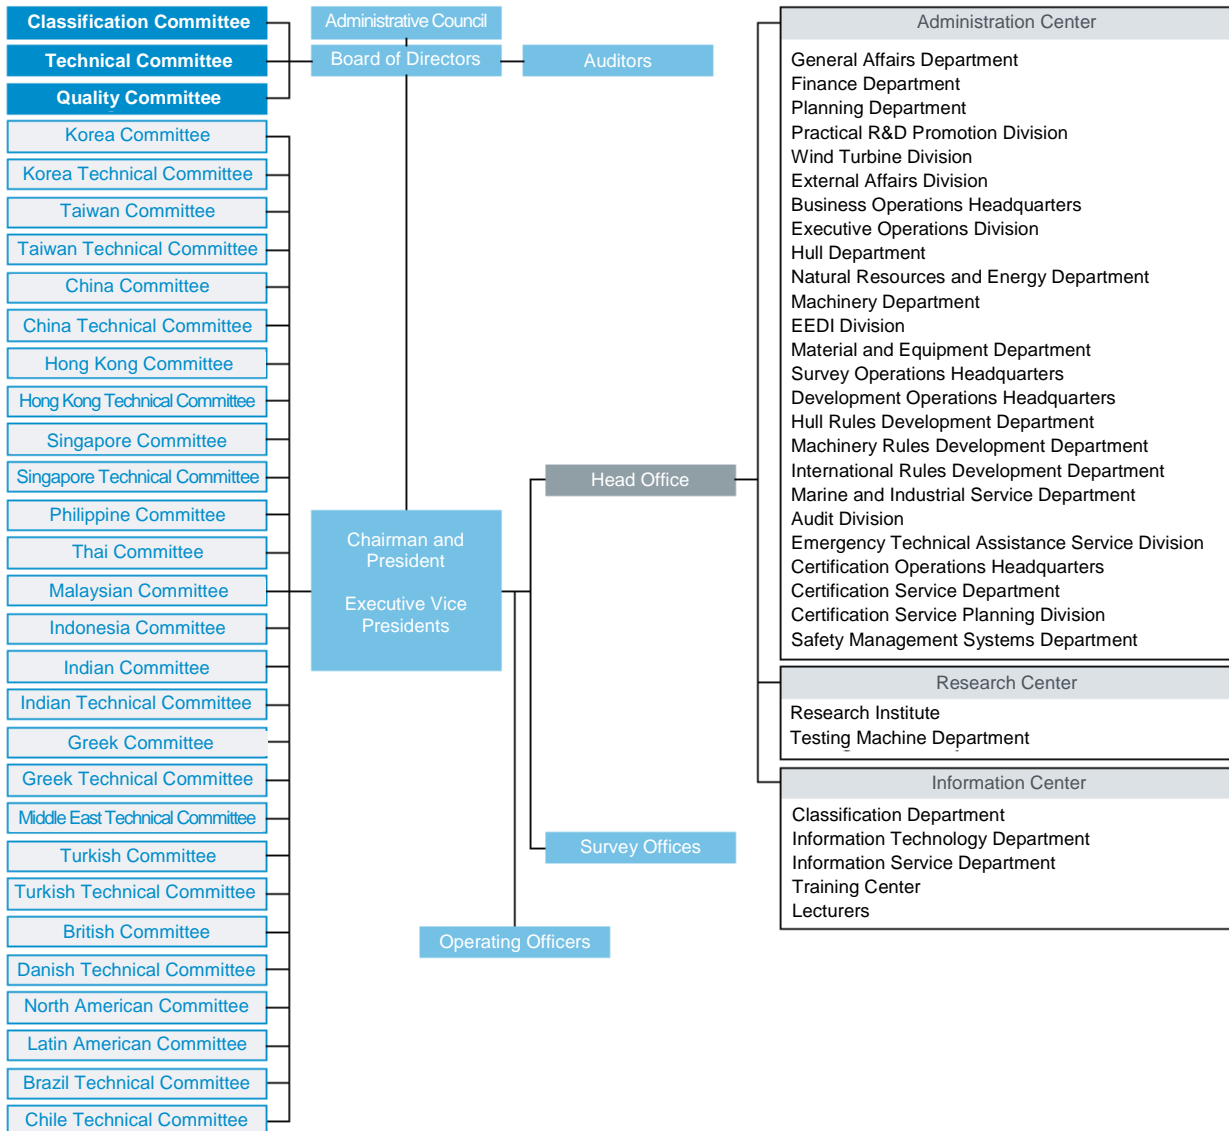 Classification Committee
Technical Committee
Quality Committee
Korea Committee
Korea Technical Committee
Taiwan Committee
Taiwan Technical Committee
China Committee
China Technical Committee
Hong Kong Committee
Hong Kong Technical Committee
Singapore Committee
Singapore Technical Committee
Philippine Committee
Thai Committee
Malaysian Committee
Indonesia Committee
Indian Committee
Indian Technical Committee
Greek Committee
Greek Technical Committee
Middle East Technical Committee
Turkish Committee
Turkish Technical Committee
British Committee
Danish Technical Committee
North American Committee
Latin American Committee
Brazil Technical Committee
Chile Technical Committee
Administrative Council
Board of Directors
Auditors
Chairman and
President
Executive Vice
Presidents
Head Office
Survey Offices
Operating Officers
Administration Center
General Affairs Department
Finance Department
Planning Department
Practical R&D Promotion Division
Wind Turbine Division
External Affairs Division
Business Operations Headquarters
Executive Operations Division
Hull Department
Natural Resources and Energy Department
Machinery Department
EEDI Division
Material and Equipment Department
Survey Operations Headquarters
Development Operations Headquarters
Hull Rules Development Department
Machinery Rules Development Department
International Rules Development Department
Marine and Industrial Service Department
Audit Division
Emergency Technical Assistance Service Division
Certification Operations Headquarters
Certification Service Department
Certification Service Planning Division
Safety Management Systems Department
Research Center
Research Institute
Testing Machine Department
Information Center
Classification Department
Information Technology Department
Information Service Department
Training Center
Lecturers